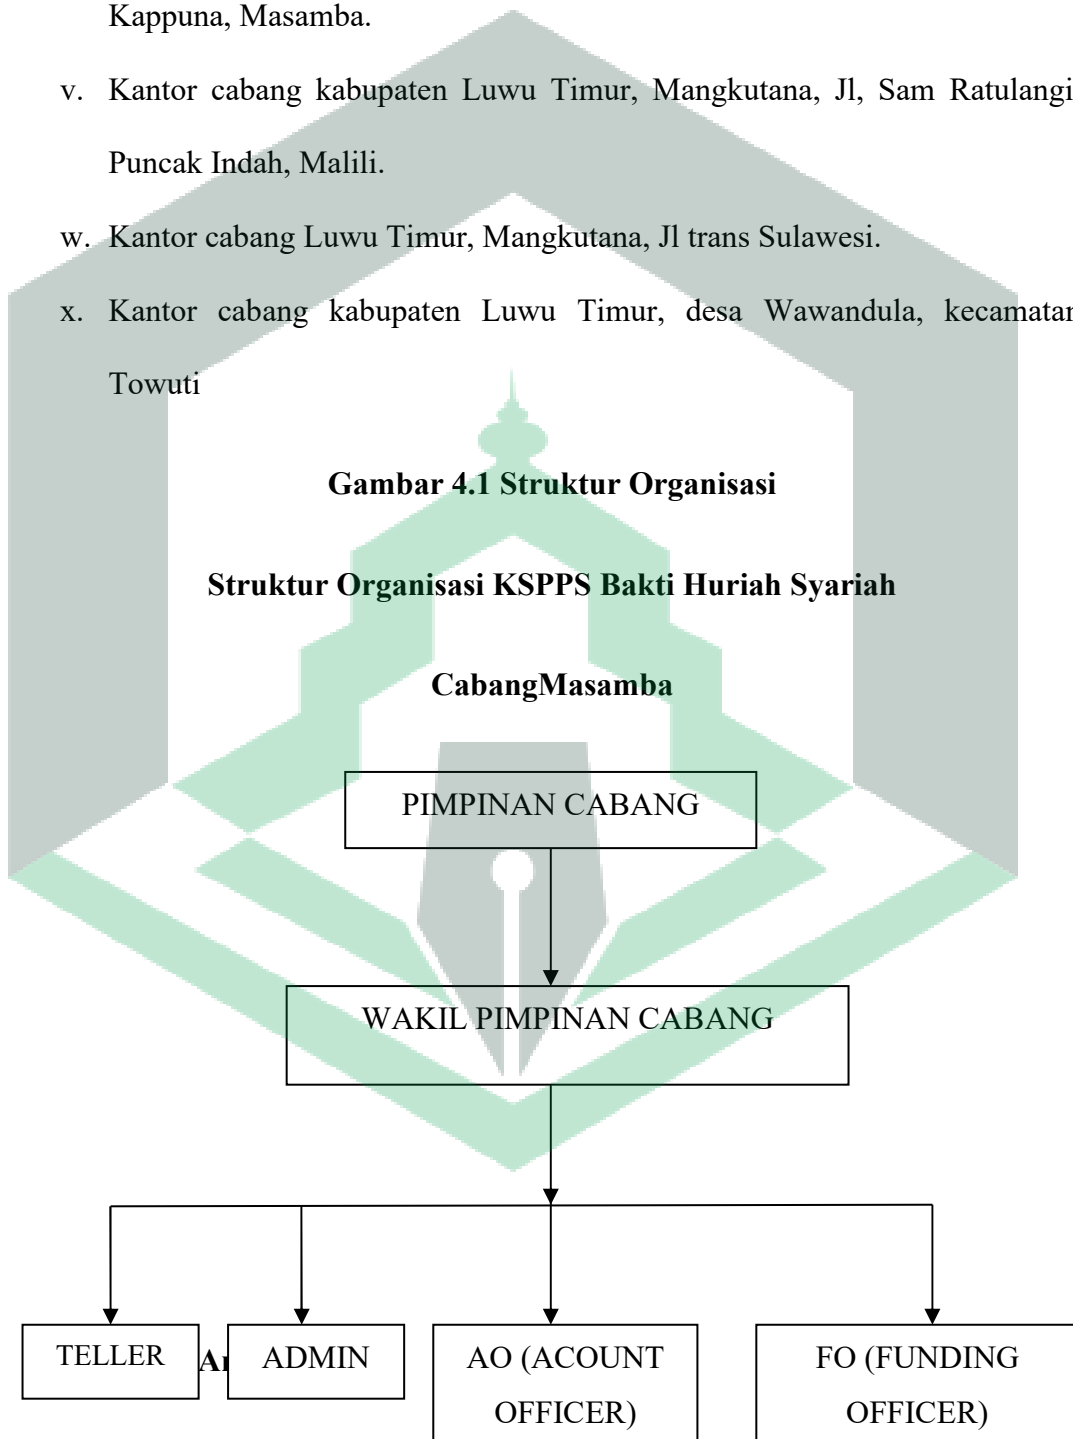 Kappuna, Masamba.
v. Kantor cabang kabupaten Luwu Timur, Mangkutana, Jl, Sam Ratulangi
Puncak Indah, Malili.
w. Kantor cabang Luwu Timur, Mangkutana, Jl trans Sulawesi.
x. Kantor cabang kabupaten Luwu Timur, desa Wawandula, kecamatan
Towuti
Gambar 4.1 Struktur Organisasi
Struktur Organisasi KSPPS Bakti Huriah Syariah
CabangMasamba
PIMPINAN CABANG
WAKIL PIMPINAN CABANG
TELLER
ADMIN
AO (ACOUNT
OFFICER)
FO (FUNDING
OFFICER)